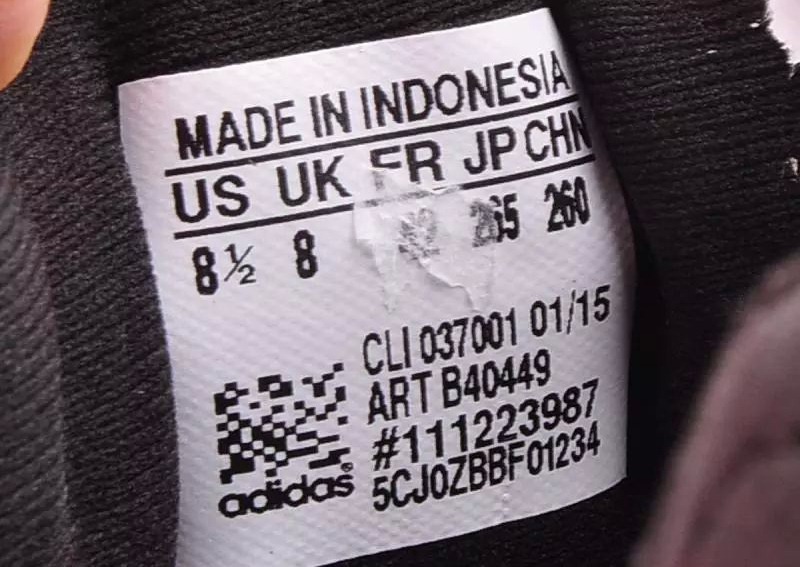 MADE IN INDONESIA
US UK FR JP CHN
8½ 8 265 260
CLI 037001 01/15
ART B40449
#111223987
5CJ0ZBBF01234
adidas®